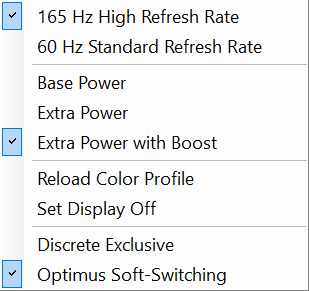 165 Hz High Refresh Rate
60 Hz Standard Refresh Rate
Base Power
Extra Power
Extra Power with Boost
Reload Color Profile
Set Display Off
Discrete Exclusive
Optimus Soft-Switching